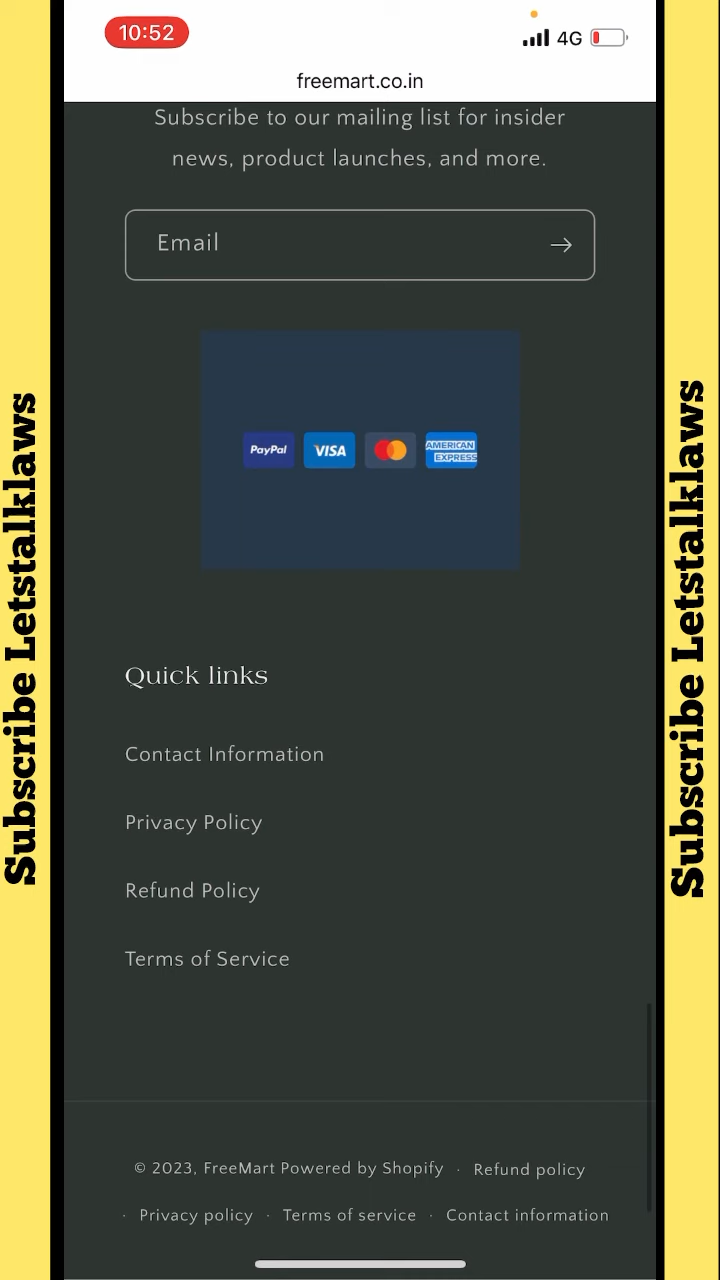 10:52
4G
freemart.co.in
Subscribe to our mailing list for insider
news, product launches, and more.
Email
PayPal VISA AMERICAN EXPRESS
Quick links
Contact Information
Privacy Policy
Refund Policy
Terms of Service
© 2023, FreeMart Powered by Shopify · Refund policy
· Privacy policy · Terms of service · Contact information
Subscribe Letstalklaws
Subscribe Letstalklaws